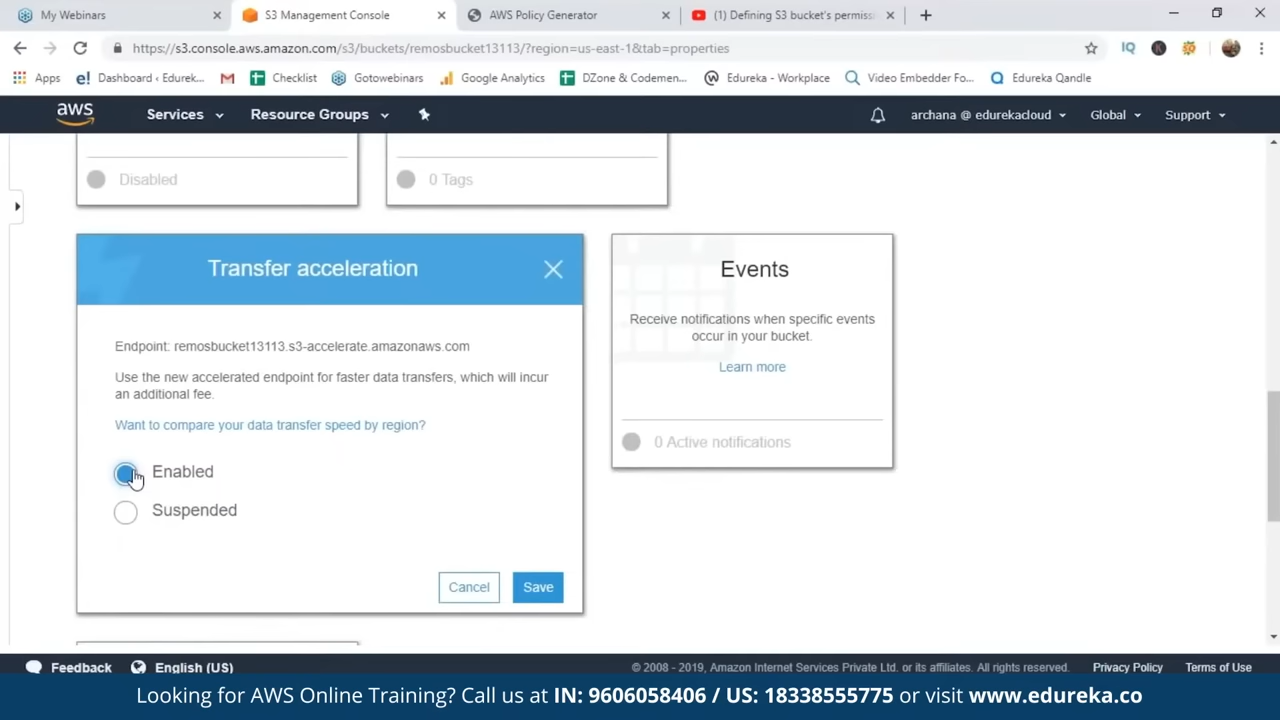 My Webinars
S3 Management Console
AWS Policy Generator
(1) Defining S3 bucket's permissi
https://s3.console.aws.amazon.com/s3/buckets/remosbucket13113/?region=us-east-1&tab=properties
IQ
Apps
Dashboard ‹ Edurek...
Checklist
Gotowebinars
Google Analytics
DZone & Codemen...
Edureka - Workplace
Video Embedder Fo...
Edureka Qandle
aws
Services
Resource Groups
archana @ edurekacloud
Global
Support
Disabled
0 Tags
Transfer acceleration
Endpoint: remosbucket13113.s3-accelerate.amazonaws.com
Use the new accelerated endpoint for faster data transfers, which will incur
an additional fee.
Want to compare your data transfer speed by region?
Enabled
Suspended
Cancel
Save
Events
Receive notifications when specific events
occur in your bucket.
Learn more
0 Active notifications
Feedback
English (US)
© 2008 - 2019, Amazon Internet Services Private Ltd. or its affiliates. All rights reserved.
Privacy Policy
Terms of Use
Looking for AWS Online Training? Call us at IN: 9606058406 / US: 18338555775 or visit www.edureka.co